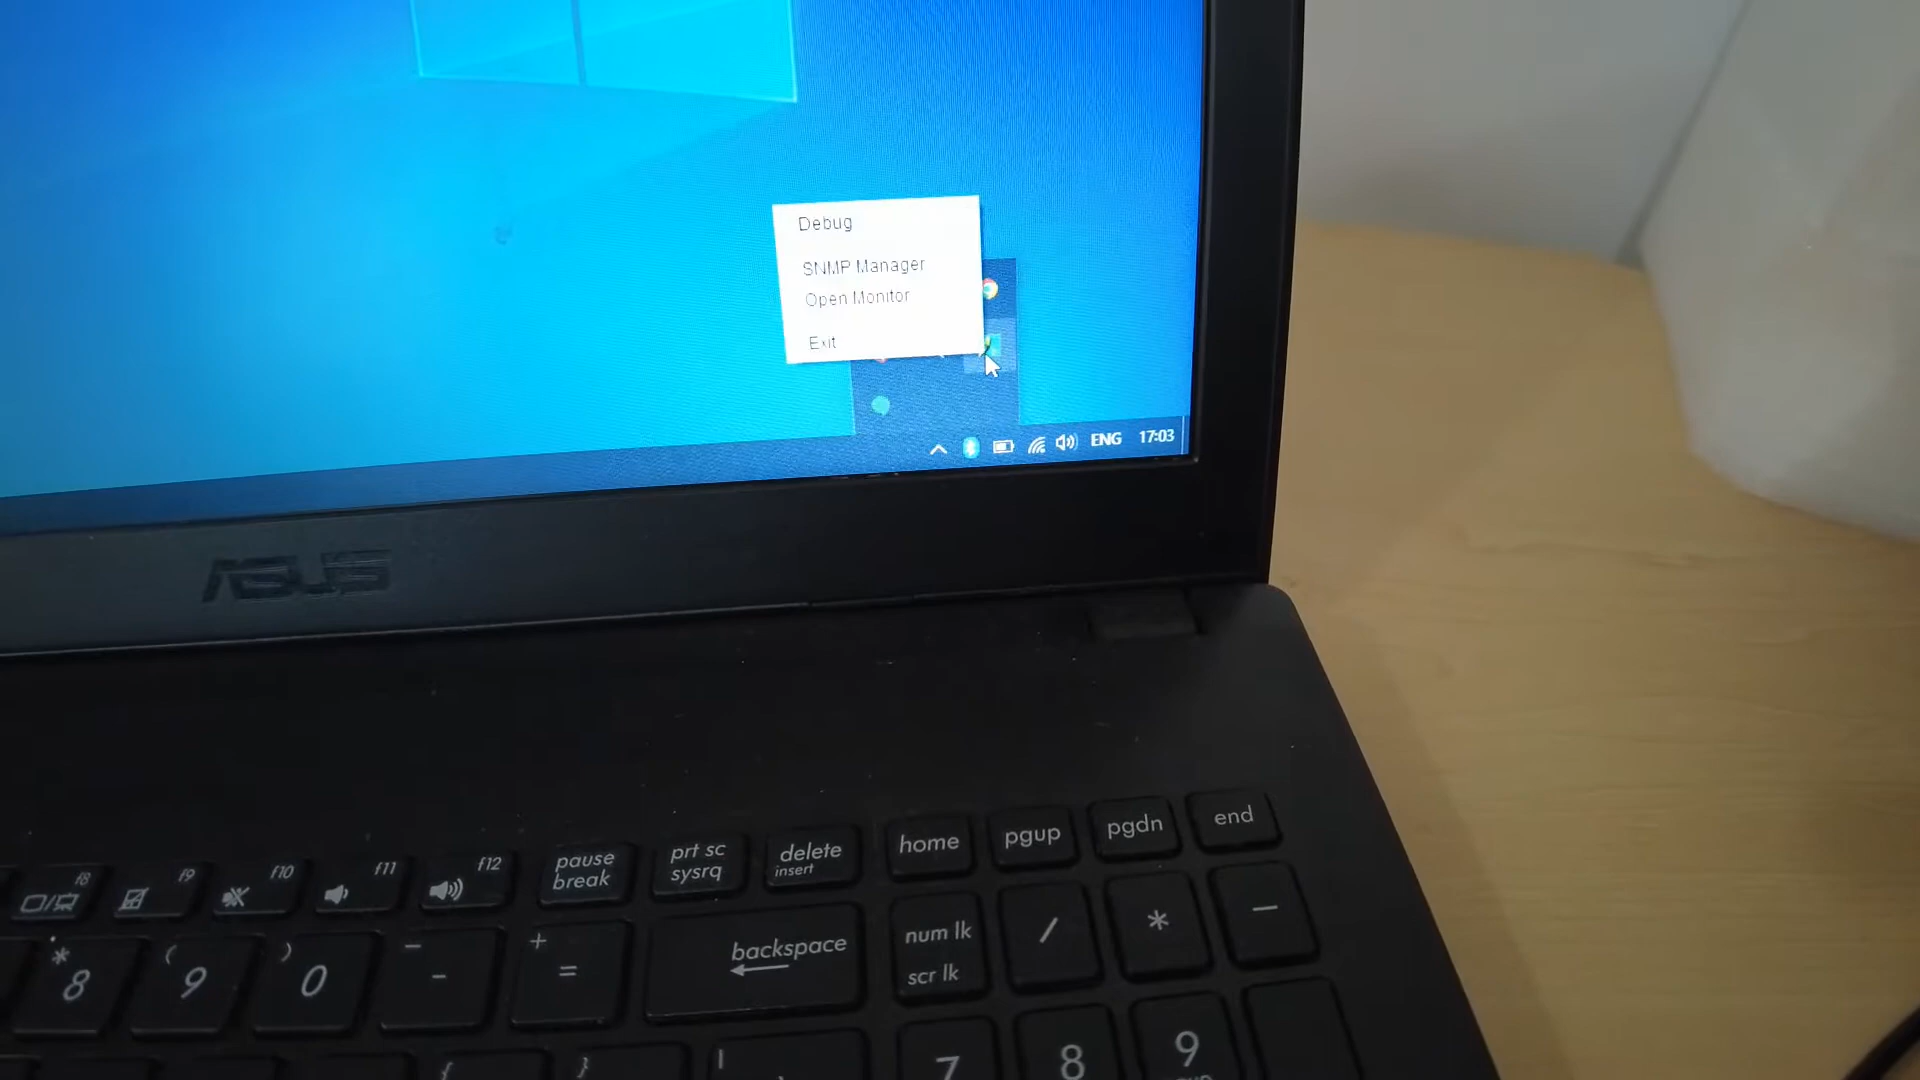 Debug
SNMP Manager
Open Monitor
Exit
ENG 17:03
ASUS
f8 f9 f10 f11 f12
pause break
prt sc sysrq
delete insert
home
pgup
pgdn
end
* 8
( 9
) 0
− -
+ =
backspace
num lk scr lk
/
*
−
{
}
|
7
8
9